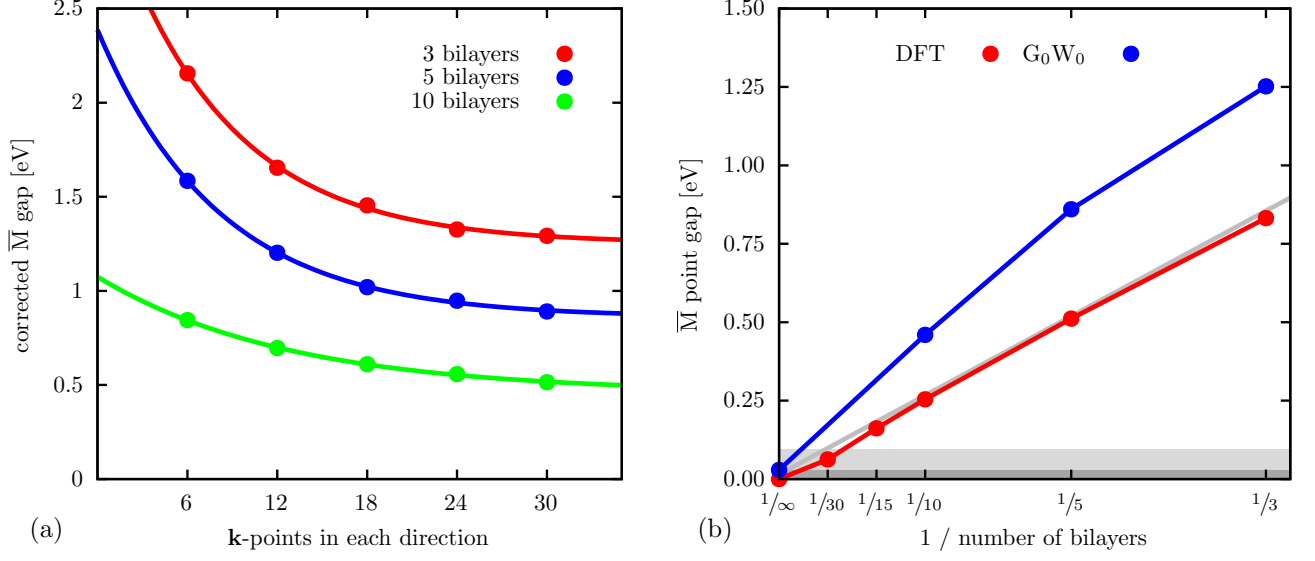 2.5
2
1.5
1
0.5
0
corrected M̅ gap [eV]
3 bilayers
5 bilayers
10 bilayers
6 12 18 24 30
k-points in each direction
(a)
1.50
1.25
1.00
0.75
0.50
0.25
0.00
M̅ point gap [eV]
DFT G₀W₀
1/∞ 1/30 1/15 1/10 1/5 1/3
1 / number of bilayers
(b)